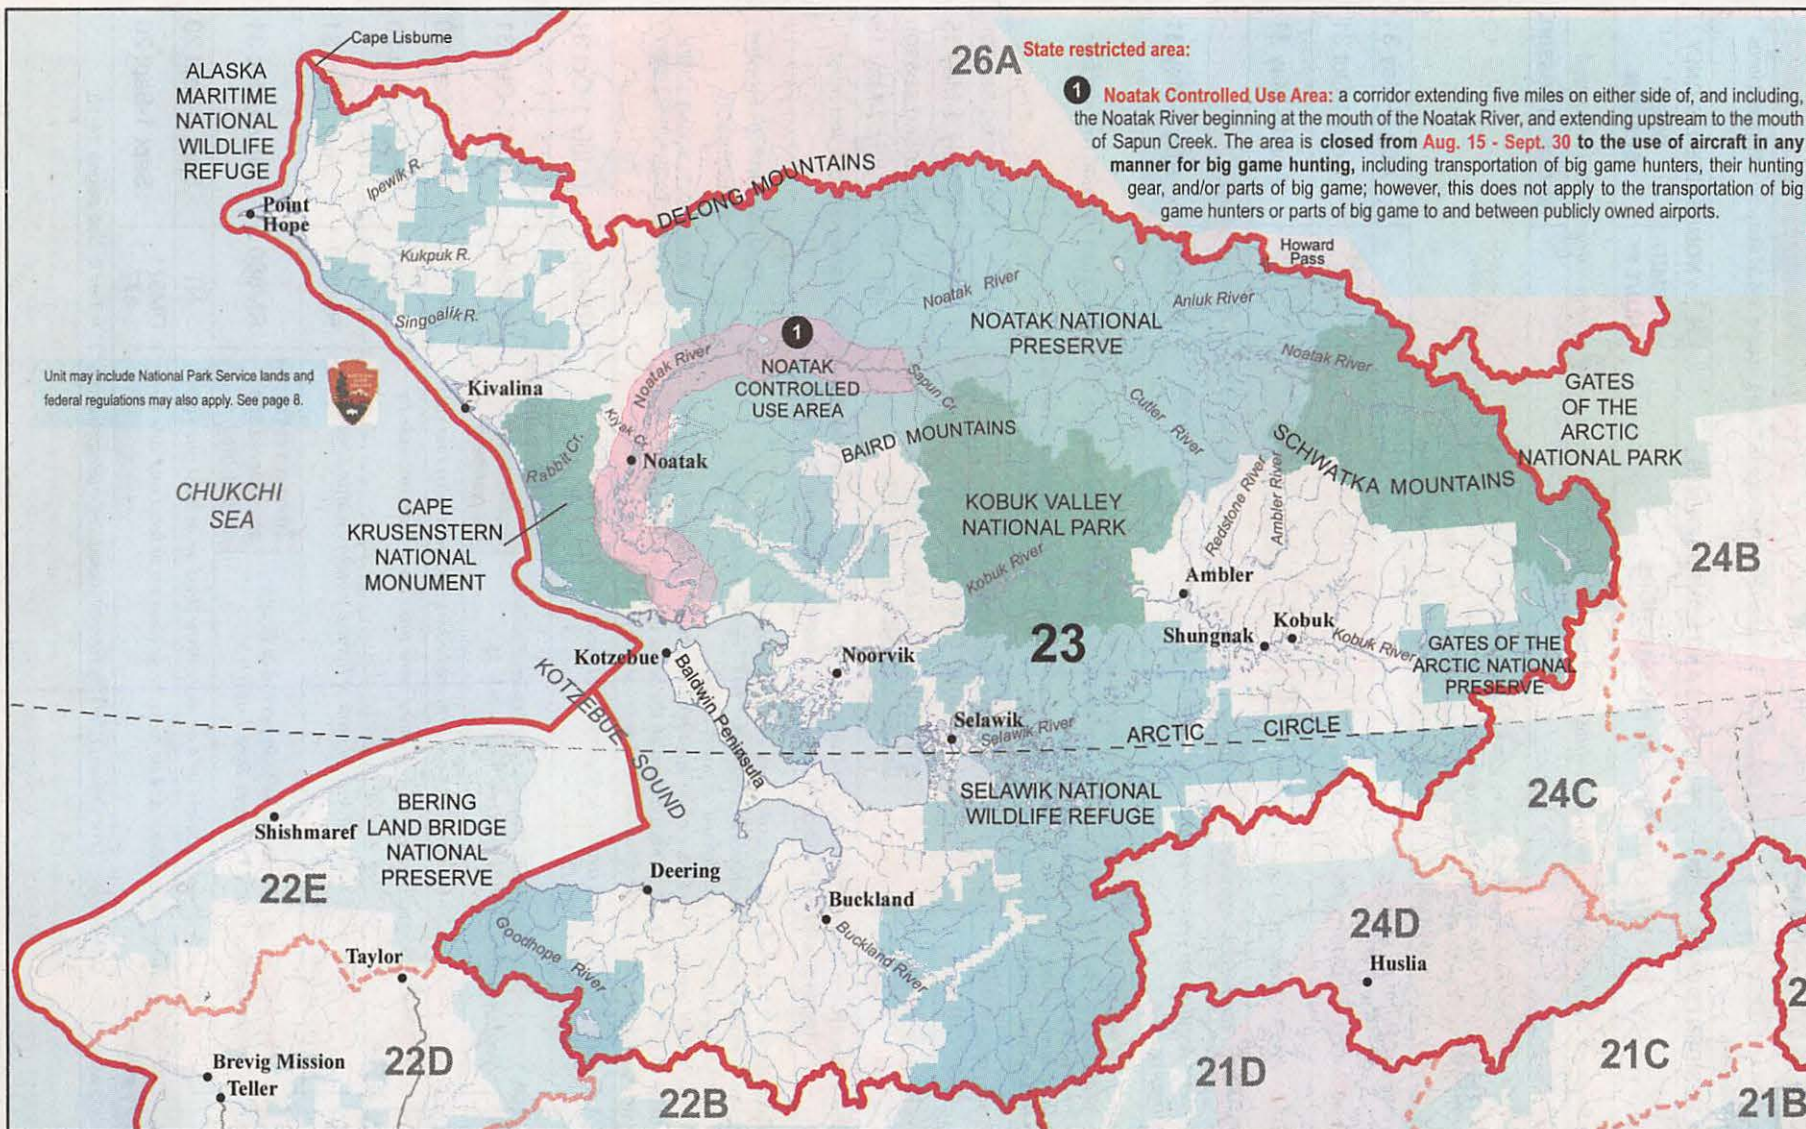 Cape Lisburne
26A
State restricted area:
1 Noatak Controlled Use Area: a corridor extending five miles on either side of, and including,
the Noatak River beginning at the mouth of the Noatak River, and extending upstream to the mouth
of Sapun Creek. The area is closed from Aug. 15 - Sept. 30 to the use of aircraft in any
manner for big game hunting, including transportation of big game hunters, their hunting
gear, and/or parts of big game; however, this does not apply to the transportation of big
game hunters or parts of big game to and between publicly owned airports.
ALASKA
MARITIME
NATIONAL
WILDLIFE
REFUGE
Ipewik R.
DELONG MOUNTAINS
Point
Hope
Kukpuk R.
Howard
Pass
Noatak River
Aniuk River
Singoalik R.
NOATAK NATIONAL
PRESERVE
1
NOATAK
CONTROLLED
USE AREA
Noatak River
Noatak River
Sapun Cr.
Unit may include National Park Service lands and
federal regulations may also apply. See page 8.
Kivalina
Kiyak Cr.
Cutler River
GATES
OF THE
ARCTIC
NATIONAL PARK
Rabbit Cr.
Noatak
BAIRD MOUNTAINS
SCHWATKA MOUNTAINS
CHUKCHI
SEA
CAPE
KRUSENSTERN
NATIONAL
MONUMENT
KOBUK VALLEY
NATIONAL PARK
Redstone River
Ambler River
24B
Kobuk River
Ambler
Kotzebue
Baldwin Peninsula
Noorvik
23
Shungnak
Kobuk
Kobuk River
GATES OF THE
ARCTIC NATIONAL
PRESERVE
KOTZEBUE SOUND
Selawik
Selawik River
ARCTIC CIRCLE
SELAWIK NATIONAL
WILDLIFE REFUGE
24C
BERING
LAND BRIDGE
NATIONAL
PRESERVE
Shishmaref
22E
Deering
Buckland
Buckland River
24D
Huslia
Goodhope River
Taylor
2
Brevig Mission
Teller
22D
22B
21D
21C
21B